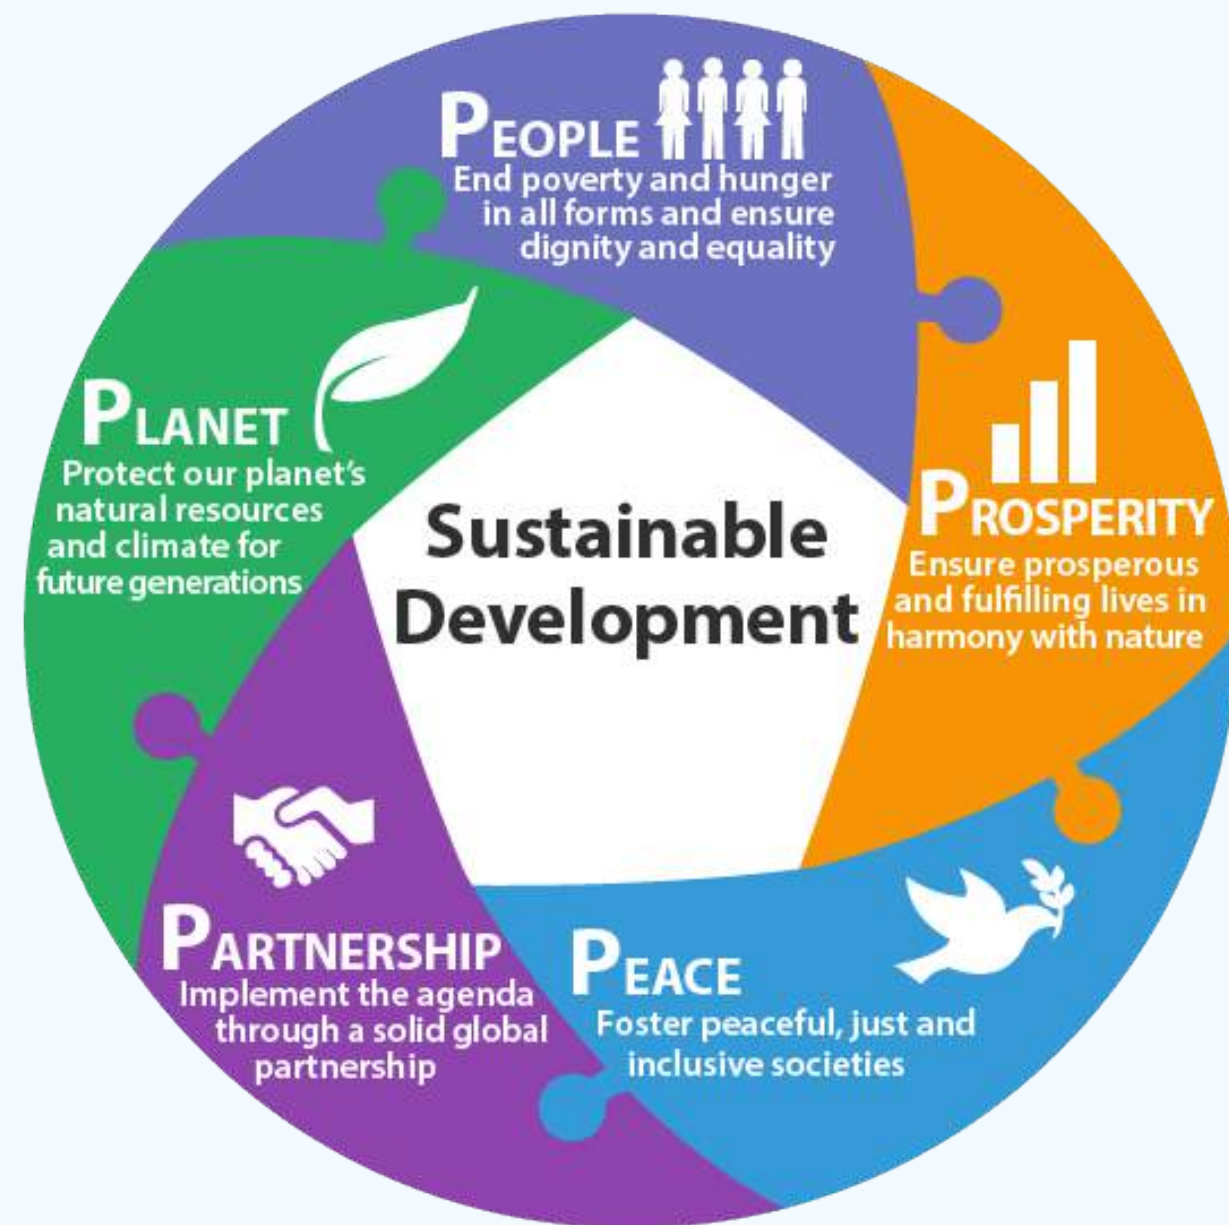 PEOPLE
End poverty and hunger
in all forms and ensure
dignity and equality
PROSPERITY
Ensure prosperous
and fulfilling lives in
harmony with nature
PEACE
Foster peaceful, just and
inclusive societies
PARTNERSHIP
Implement the agenda
through a solid global
partnership
PLANET
Protect our planet’s
natural resources
and climate for
future generations
Sustainable
Development